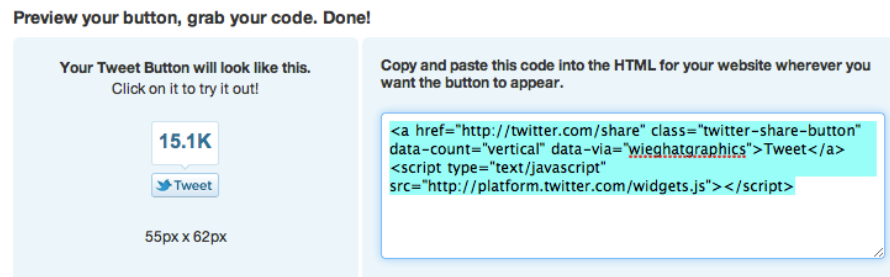 Preview your button, grab your code. Done!
Your Tweet Button will look like this.
Click on it to try it out!
15.1K
Tweet
55px x 62px
Copy and paste this code into the HTML for your website wherever you
want the button to appear.
<a href="http://twitter.com/share" class="twitter-share-button"
data-count="vertical" data-via="wieghatgraphics">Tweet</a>
<script type="text/javascript"
src="http://platform.twitter.com/widgets.js"></script>